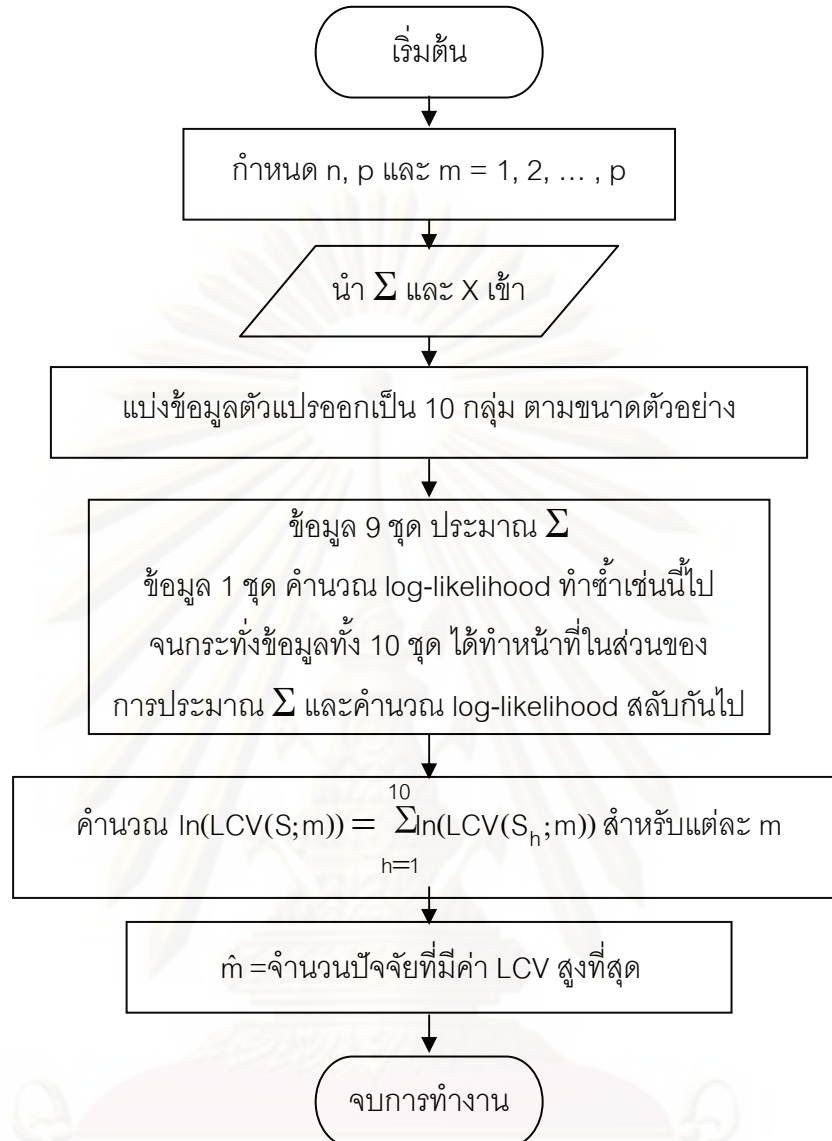 เริ่มต้น
กำหนด n, p และ m = 1, 2, … , p
นำ Σ และ X เข้า
แบ่งข้อมูลตัวแปรออกเป็น 10 กลุ่ม ตามขนาดตัวอย่าง
ข้อมูล 9 ชุด ประมาณ Σ
ข้อมูล 1 ชุด คำนวณ log-likelihood ทำซ้ำเช่นนี้ไป
จนกระทั่งข้อมูลทั้ง 10 ชุด ได้ทำหน้าที่ในส่วนของ
การประมาณ Σ และคำนวณ log-likelihood สลับกันไป
10
คำนวณ ln(LCV(S;m)) = Σln(LCV(S_h;m)) สำหรับแต่ละ m
h=1
m̂ =จำนวนปัจจัยที่มีค่า LCV สูงที่สุด
จบการทำงาน